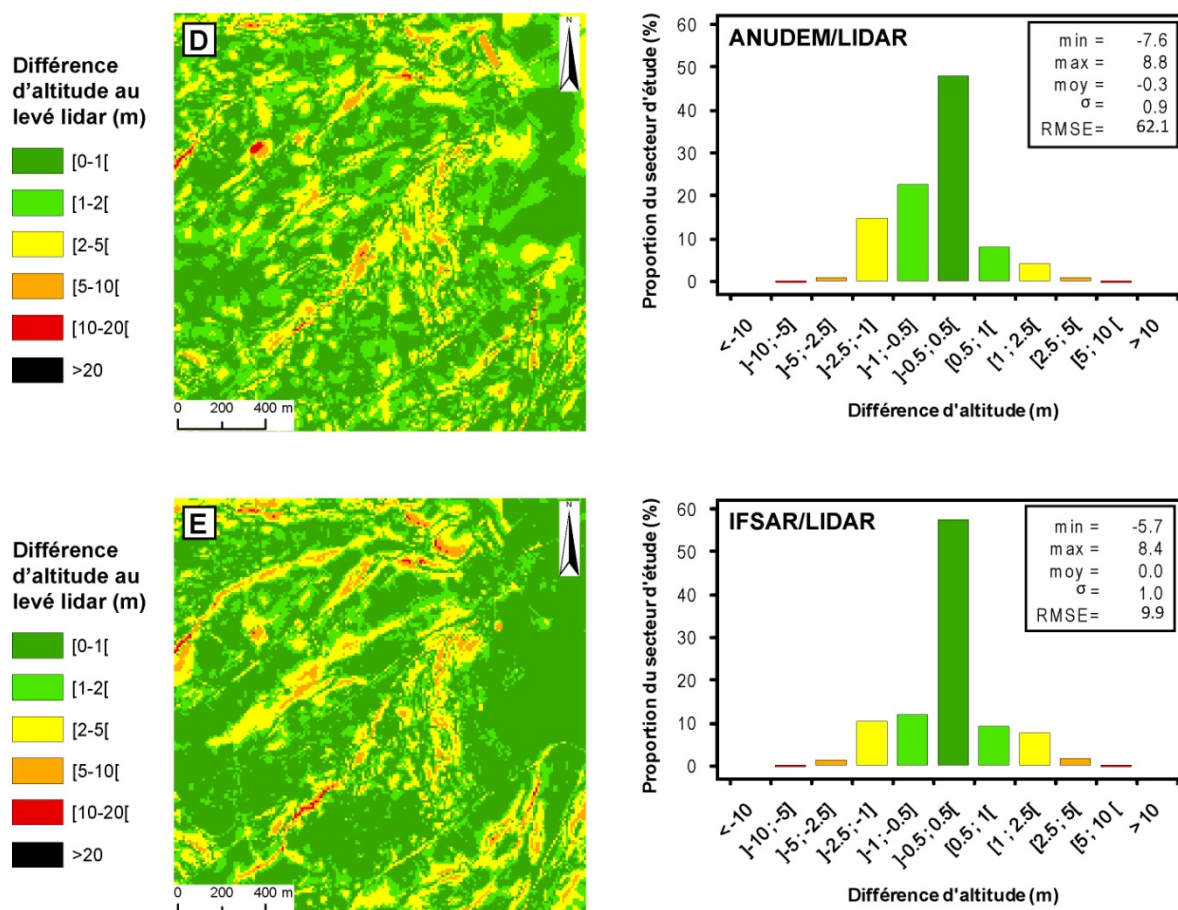 D
N
Différence
d'altitude au
levé lidar (m)
[0-1[
[1-2[
[2-5[
[5-10[
[10-20[
>20
0 200 400 m
ANUDEM/LIDAR
min = -7.6
max = 8.8
moy = -0.3
σ 0.9
RMSE= 62.1
Proportion du secteur d'étude (%)
60
50
40
30
20
10
0
<-10
]-10; -5]
]-5; -2.5]
]-2.5; -1]
]-1; -0.5]
]-0.5; 0.5[
[0.5; 1[
[1; 2.5[
[2.5; 5[
[5; 10 [
>10
Différence d'altitude (m)
E
N
Différence
d'altitude au
levé lidar (m)
[0-1[
[1-2[
[2-5[
[5-10[
[10-20[
>20
0 200 400 m
IFSAR/LIDAR
min = -5.7
max = 8.4
moy = 0.0
σ = 1.0
RMSE= 9.9
Proportion du secteur d'étude (%)
60
50
40
30
20
10
0
<-10
]-10; -5]
]-5; -2.5]
]-2.5; -1]
]-1; -0.5]
]-0.5; 0.5[
[0.5; 1[
[1; 2.5[
[2.5; 5[
[5; 10 [
>10
Différence d'altitude (m)